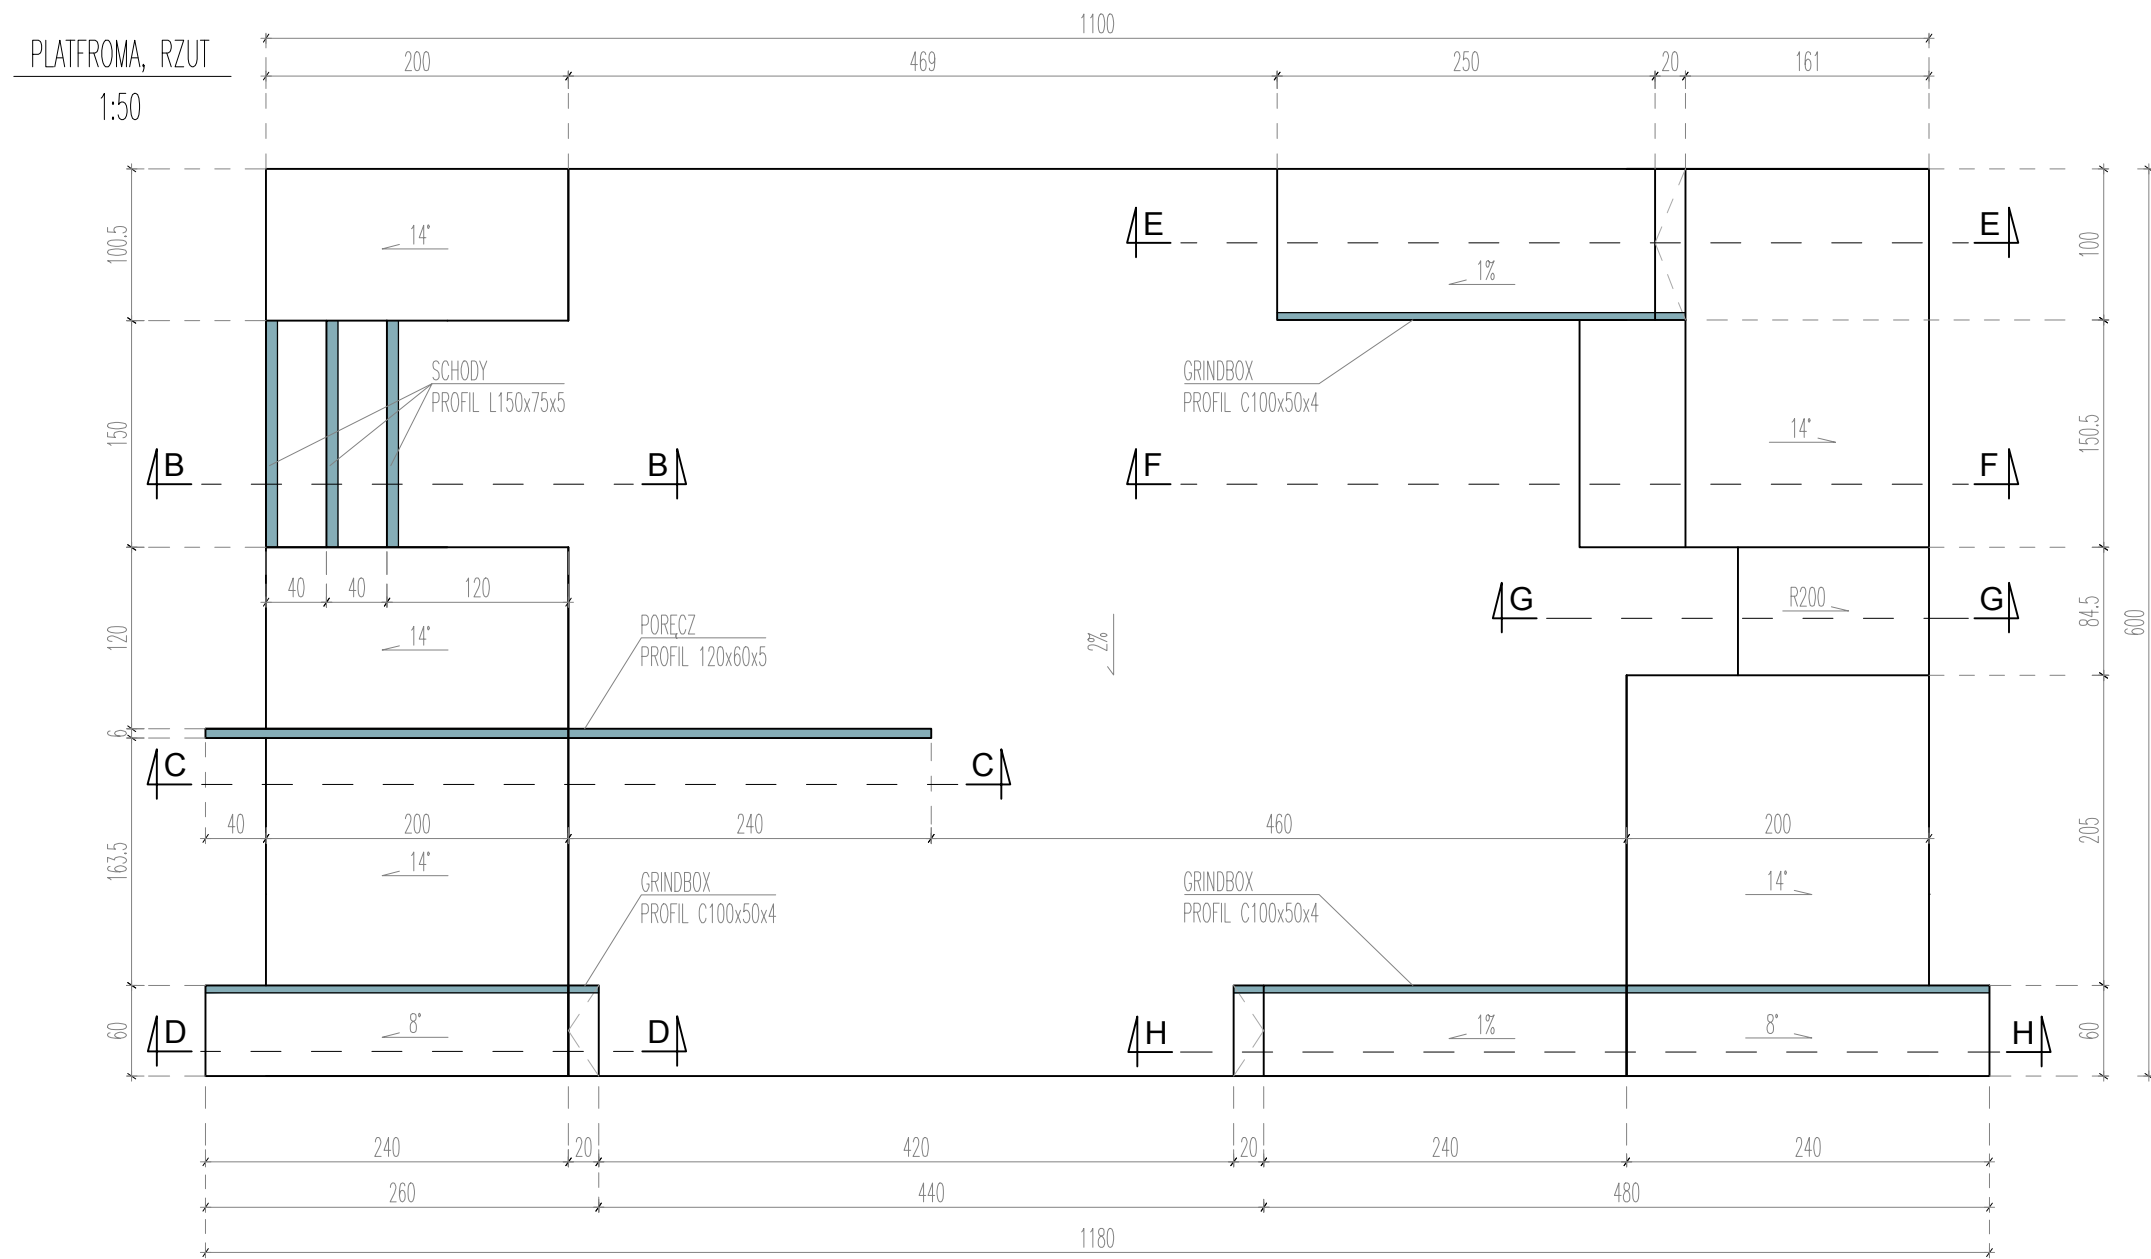 1100
PLATFROMA, RZUT
1:50
200
469
250
20
161
100.5
14°
E
E
1%
100
SCHODY
PROFIL L150x75x5
GRINDBOX
PROFIL C100x50x4
150
14°
150.5
B
B
F
F
40
40
120
G
R200
G
84.5
600
120
14°
PORĘCZ
PROFIL 120x60x5
2%
6
C
C
40
200
240
460
200
205
163.5
14°
GRINDBOX
PROFIL C100x50x4
GRINDBOX
PROFIL C100x50x4
14°
60
D
8°
D
H
1%
8°
H
60
240
20
420
20
240
240
260
440
480
1180